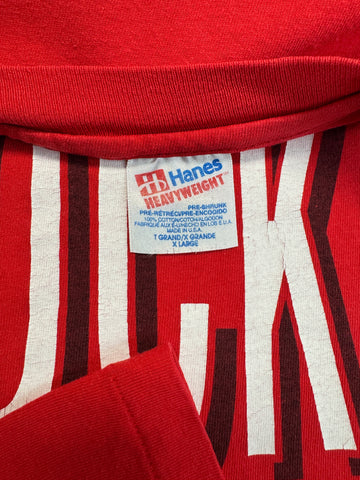 Hanes
HEAVYWEIGHT
PRE-SHRUNK
PRE-RÉTRÉCI/PRE-ENCOGIDO
100% COTTON/COTON/ALGODON
FABRIQUÉ AUX É-U/HECHO EN LOS E.U.A.
MADE IN U.S.A.
T GRAND/X GRANDE
X LARGE
UCK